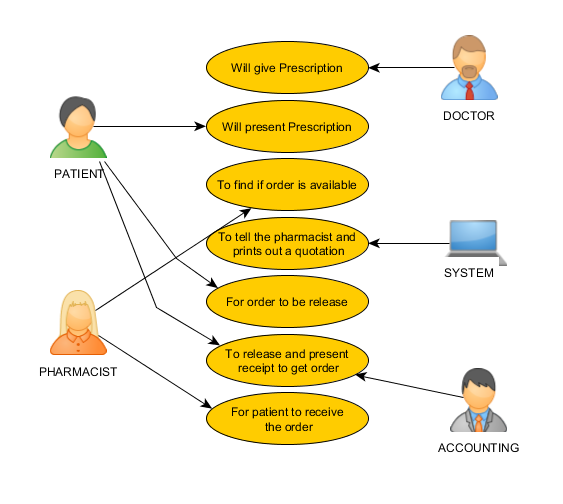 Will give Prescription
DOCTOR
Will present Prescription
PATIENT
To find if order is available
To tell the pharmacist and
prints out a quotation
SYSTEM
For order to be release
To release and present
receipt to get order
PHARMACIST
For patient to receive
the order
ACCOUNTING